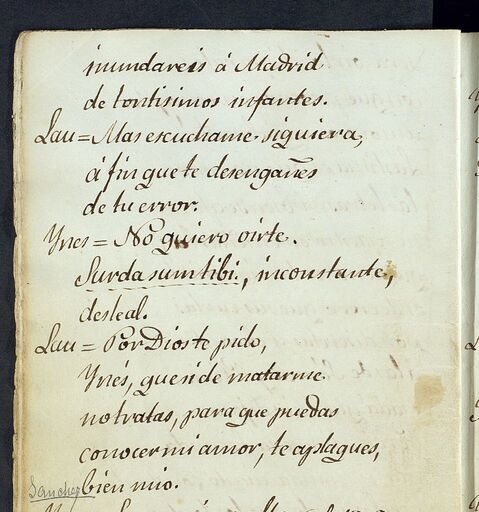 inundareis á Madrid
de tontisimos infantes.
Lau = Mas escuchame siquiera,
á fin que te desengañes
de tu error.
Ynes = No quiero oirte.
Surda sum tibi, inconstante,
desleal.
Lau = Por Dios te pido,
Ynés, que si de matarme
no tratas, para que puedas
conocer mi amor, te aplaques,
Sanchez bien mio.